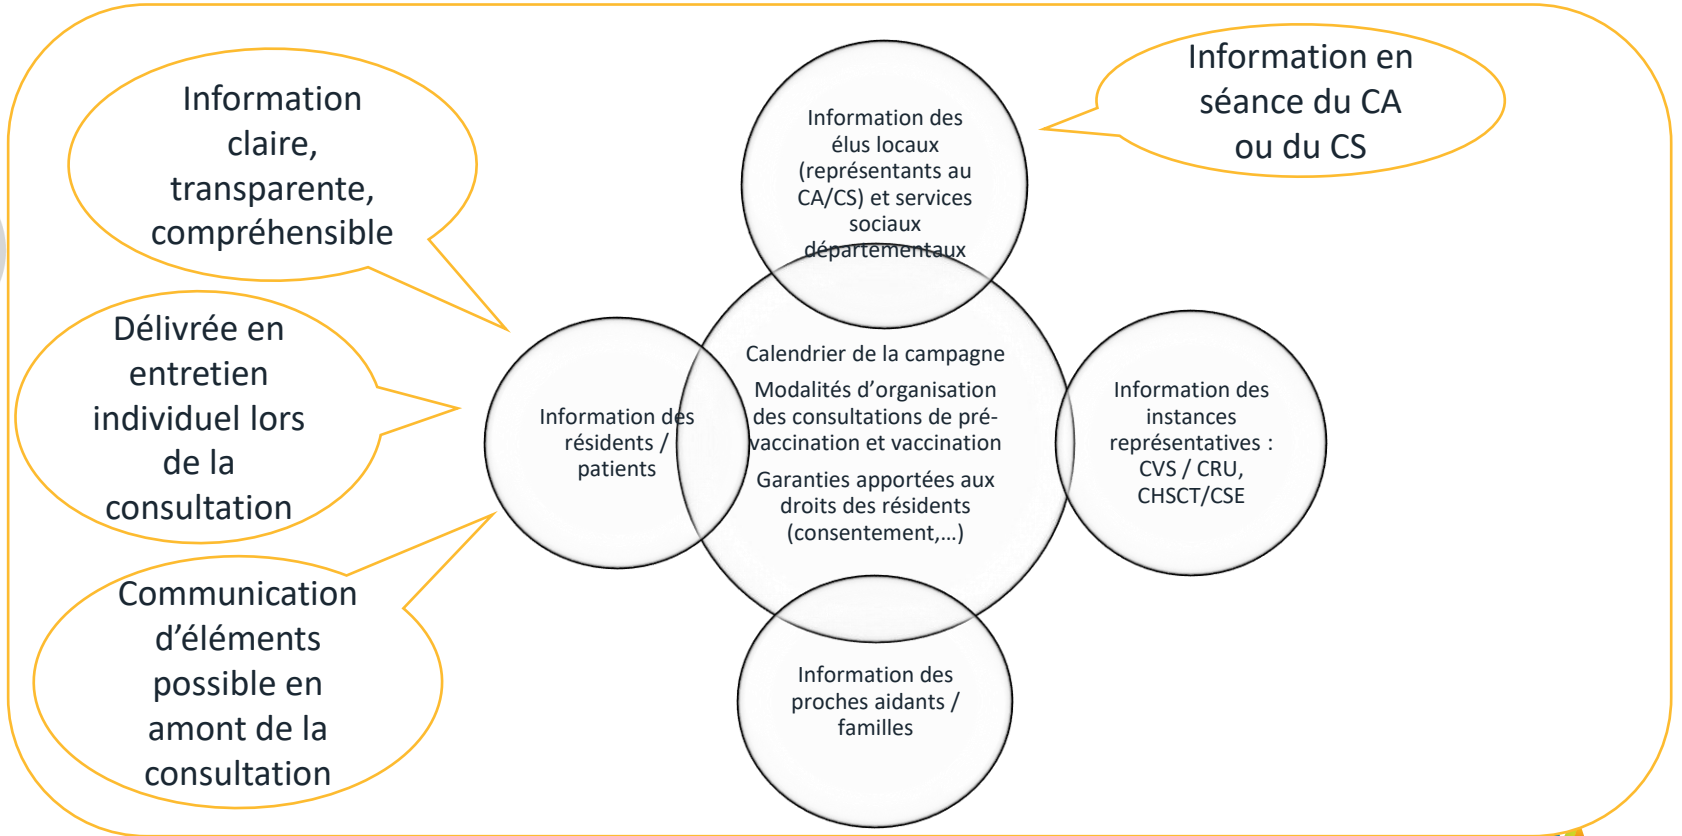 Information
claire,
transparente,
compréhensible
Délivrée en
entretien
individuel lors
de la
consultation
Communication
d’éléments
possible en
amont de la
consultation
Information des
élus locaux
(représentants au
CA/CS) et services
sociaux
départementaux
Information en
séance du CA
ou du CS
Information des
résidents /
patients
Calendrier de la campagne
Modalités d’organisation
des consultations de pré-
vaccination et vaccination
Garanties apportées aux
droits des résidents
(consentement,…)
Information des
instances
représentatives :
CVS / CRU,
CHSCT/CSE
Information des
proches aidants /
familles